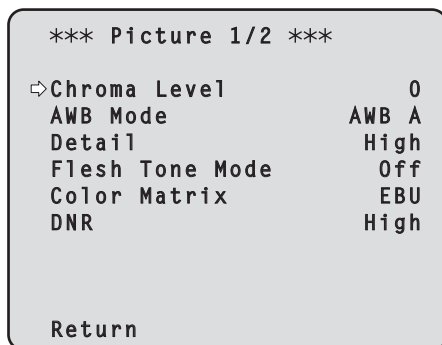 *** Picture 1/2 ***
⇨Chroma Level 0
AWB Mode AWB A
Detail High
Flesh Tone Mode Off
Color Matrix EBU
DNR High
Return